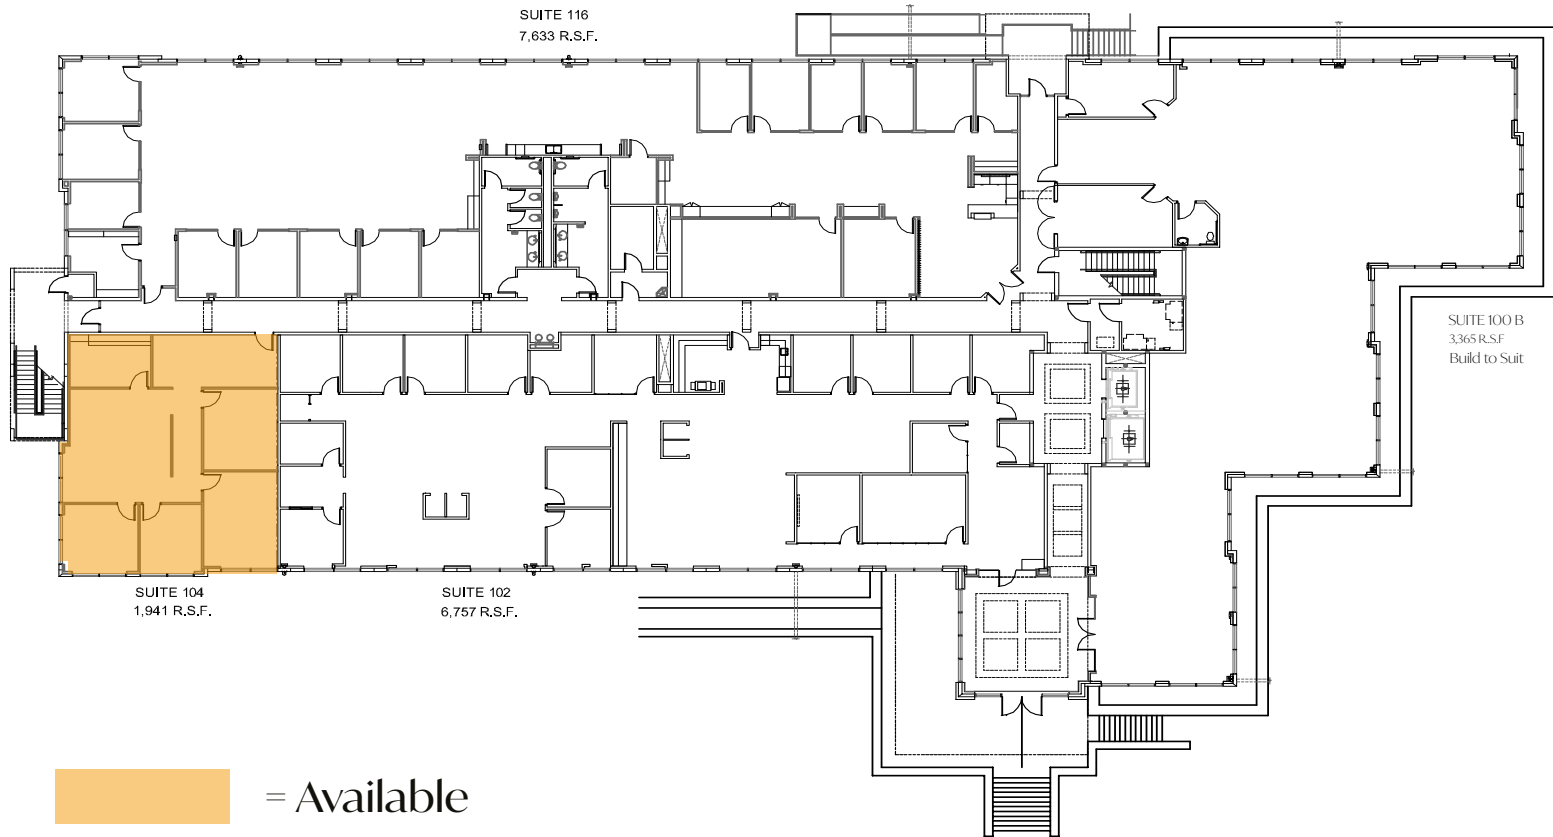 SUITE 116
7,633 R.S.F.
SUITE 100 B
3,365 R.S.F
Build to Suit
SUITE 104
1,941 R.S.F.
SUITE 102
6,757 R.S.F.
= Available